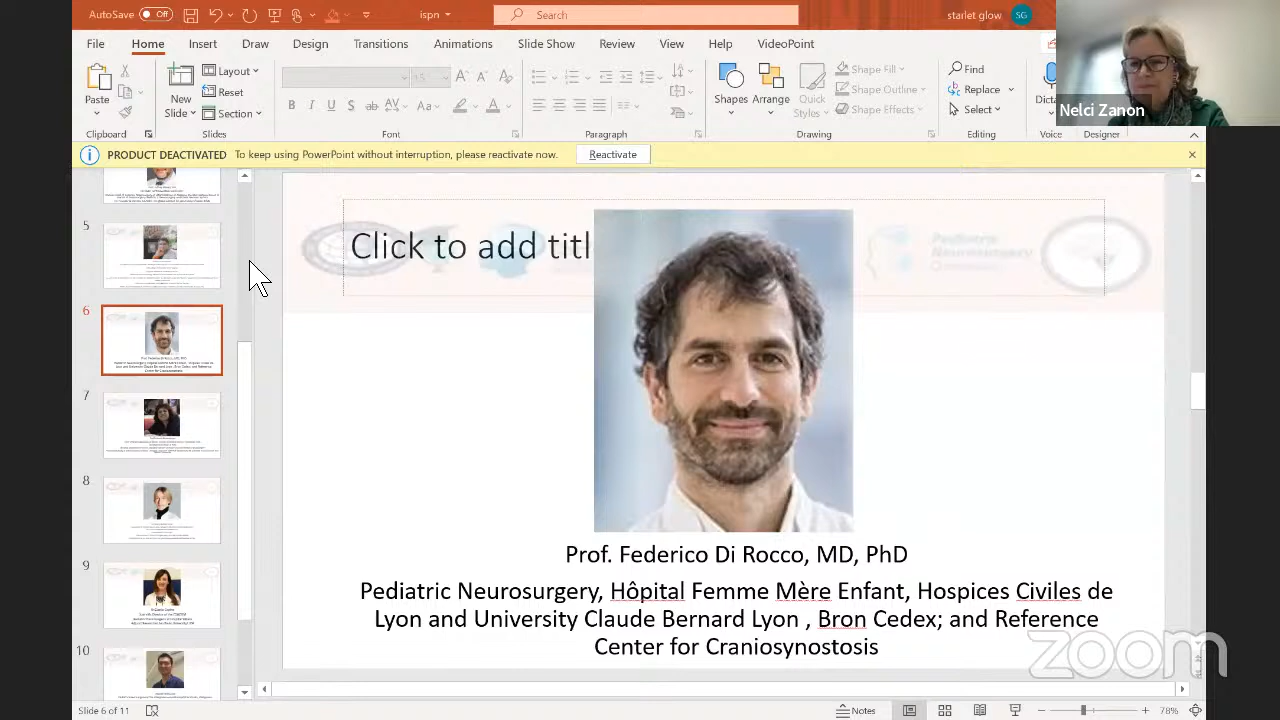 AutoSave Off
ispn
Search
starlet glow SG
File Home Insert Draw Design Transitions Animations Slide Show Review View Help VideoPoint
Paste
New
Slide
Layout
Reset
Section
15
Aa
Shapes Arrange Quick
Styles
Shape Fill
Shape Outline
Shape Effects
Find
Replace
Select
Dicta
Clipboard Slides Font Paragraph Drawing Editing Voice Designer
Nelci Zanon
PRODUCT DEACTIVATED To keep using PowerPoint without interruption, please reactivate now. Reactivate
5
6
7
8
9
10
Click to add titl
Prof. Federico Di Rocco, MD, PhD
Pediatric Neurosurgery, Hôpital Femme Mère Enfant, Hospices Civiles de
Lyon and University Claude Bernard Lyon , Bron Cedex; and Reference
Center for Craniosynostosis
zoom
Slide 6 of 11
Notes
78%